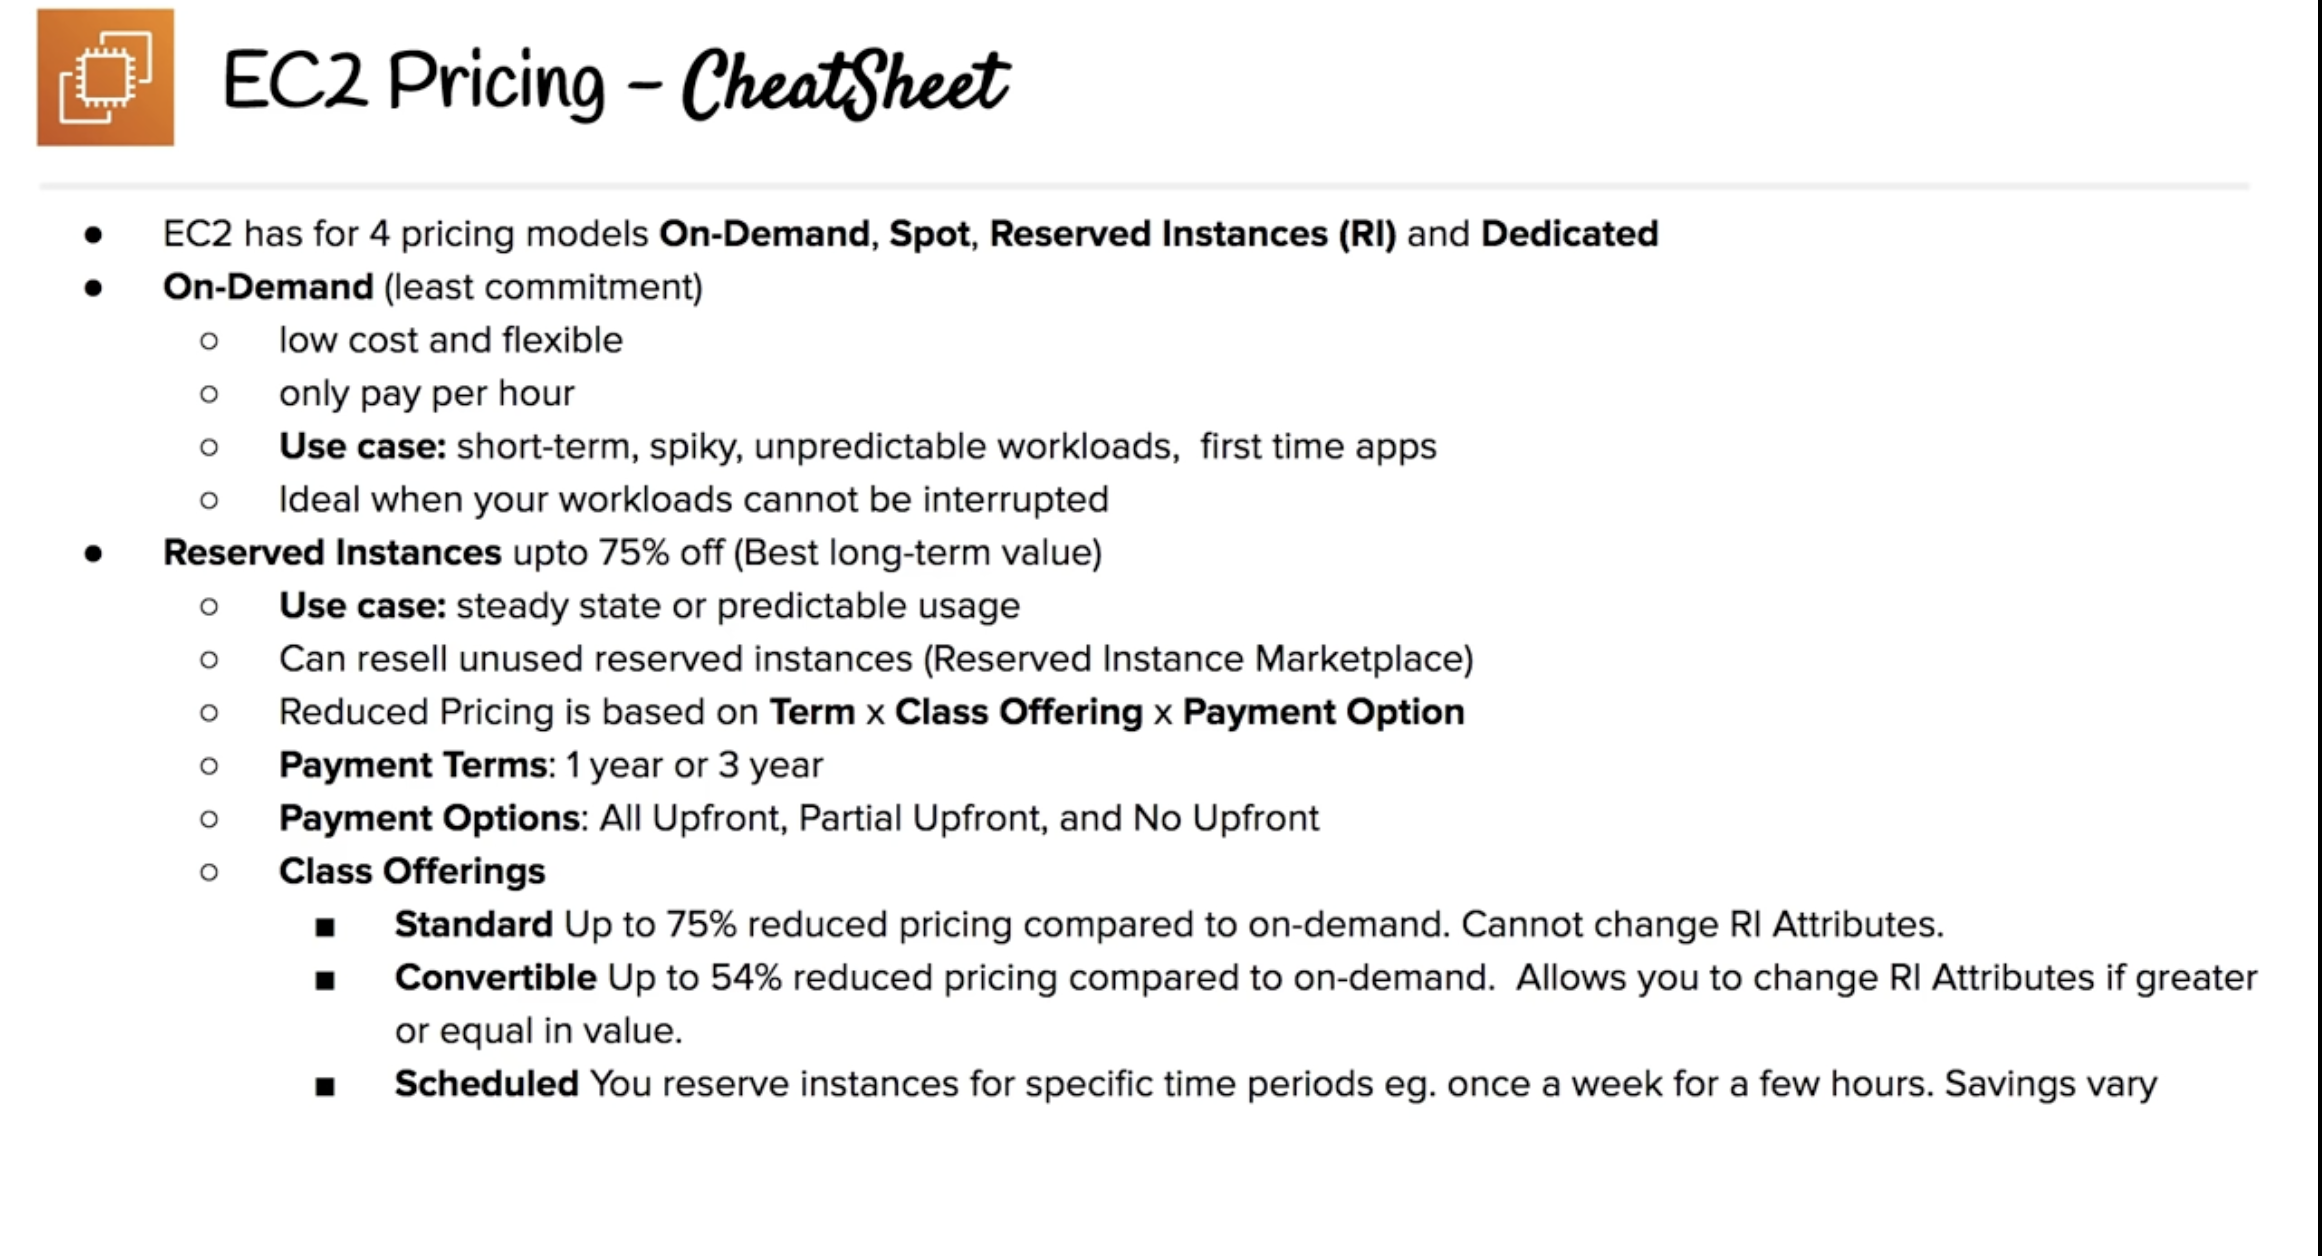 EC2 Pricing – CheatSheet
● EC2 has for 4 pricing models On-Demand, Spot, Reserved Instances (RI) and Dedicated
● On-Demand (least commitment)
○ low cost and flexible
○ only pay per hour
○ Use case: short-term, spiky, unpredictable workloads,  first time apps
○ Ideal when your workloads cannot be interrupted
● Reserved Instances upto 75% off (Best long-term value)
○ Use case: steady state or predictable usage
○ Can resell unused reserved instances (Reserved Instance Marketplace)
○ Reduced Pricing is based on Term x Class Offering x Payment Option
○ Payment Terms: 1 year or 3 year
○ Payment Options: All Upfront, Partial Upfront, and No Upfront
○ Class Offerings
■ Standard Up to 75% reduced pricing compared to on-demand. Cannot change RI Attributes.
■ Convertible Up to 54% reduced pricing compared to on-demand.  Allows you to change RI Attributes if greater
or equal in value.
■ Scheduled You reserve instances for specific time periods eg. once a week for a few hours. Savings vary